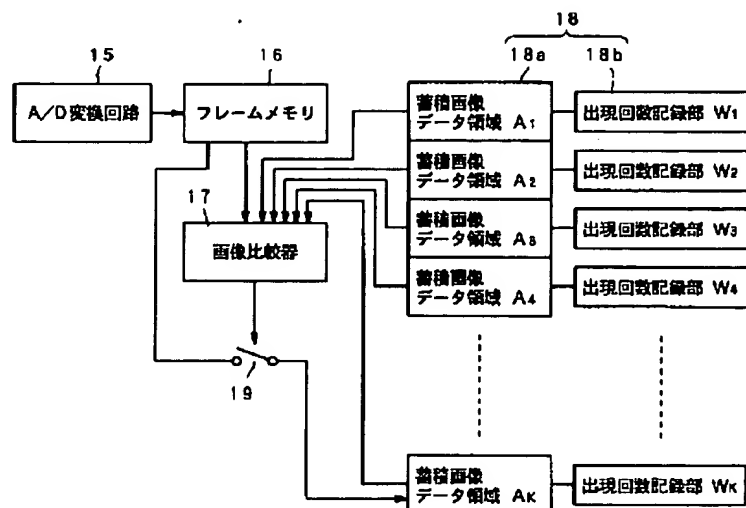 18
15
16
18a
18b
A/D変換回路
フレームメモリ
蓄積画像
データ領域 A1
出現回数記録部 W1
蓄積画像
データ領域 A2
出現回数記録部 W2
17
画像比較器
蓄積画像
データ領域 A3
出現回数記録部 W3
蓄積画像
データ領域 A4
出現回数記録部 W4
19
蓄積画像
データ領域 AK
出現回数記録部 WK